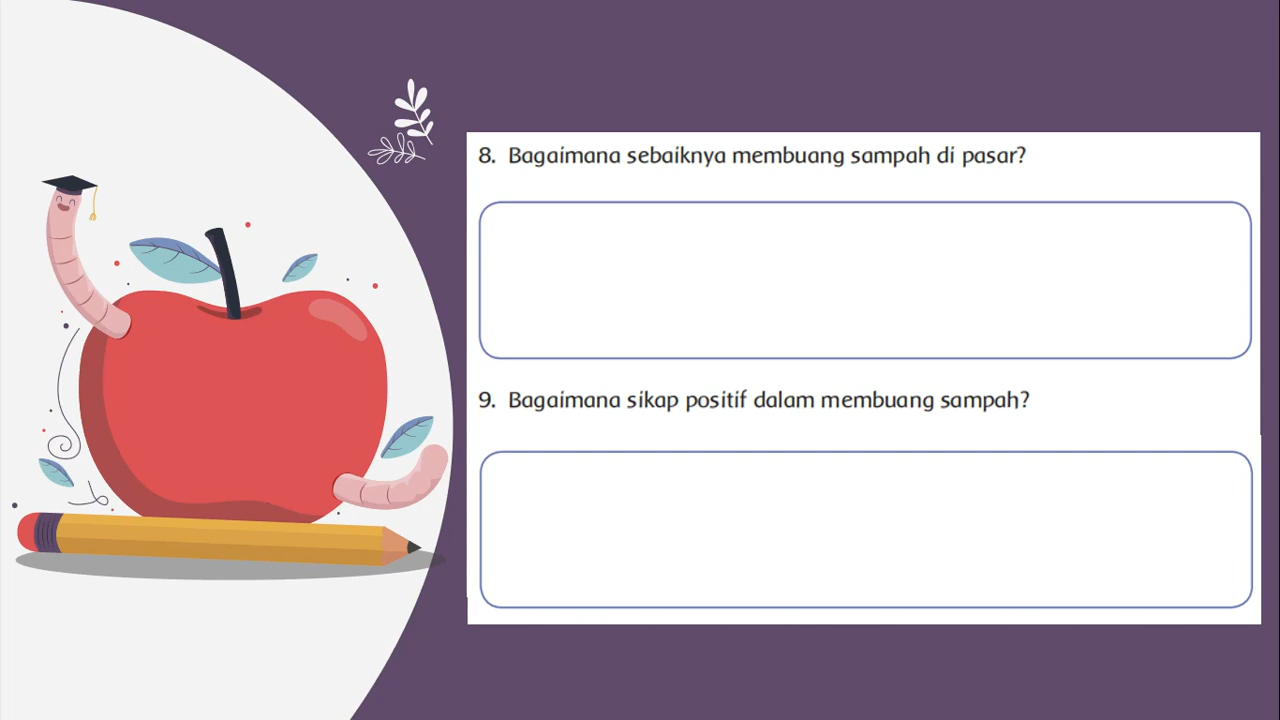 8. Bagaimana sebaiknya membuang sampah di pasar?
9. Bagaimana sikap positif dalam membuang sampah?